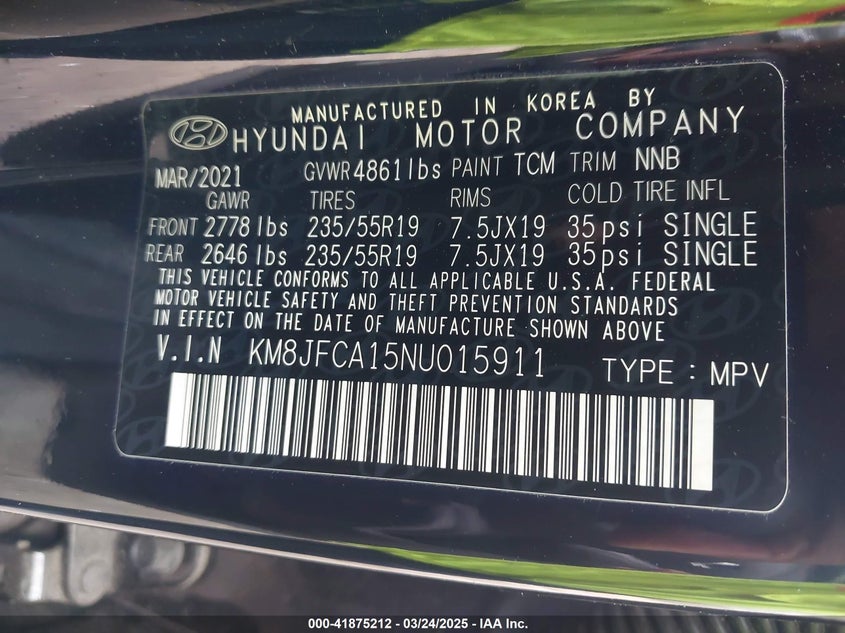 MANUFACTURED IN KOREA BY
HYUNDAI MOTOR COMPANY
MAR/2021 GVWR 4861 lbs PAINT TCM TRIM NNB
GAWR TIRES RIMS COLD TIRE INFL
FRONT 2778 lbs 235/55R19 7.5JX19 35psi SINGLE
REAR 2646 lbs 235/55R19 7.5JX19 35psi SINGLE
THIS VEHICLE CONFORMS TO ALL APPLICABLE U.S.A. FEDERAL
MOTOR VEHICLE SAFETY AND THEFT PREVENTION STANDARDS
IN EFFECT ON THE DATE OF MANUFACTURE SHOWN ABOVE
V.I.N KM8JFCA15NU015911 TYPE : MPV
000-41875212 - 03/24/2025 - IAA Inc.